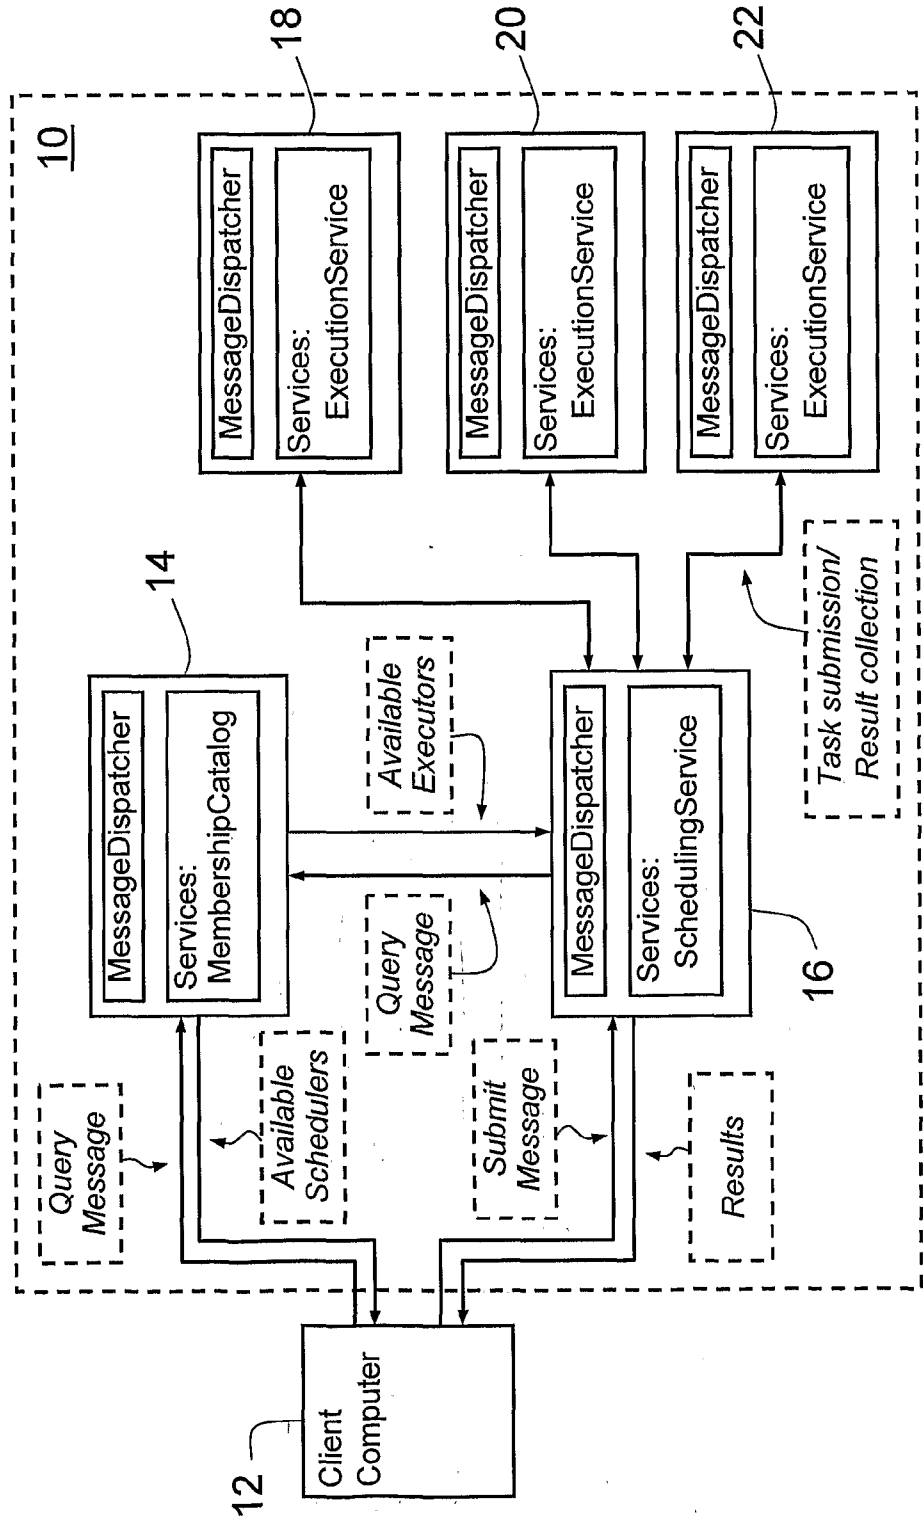 10
12
Client
Computer
Query
Message
Available
Schedulers
14
MessageDispatcher
Services:
MembershipCatalog
Query
Message
Available
Executors
Submit
Message
Results
MessageDispatcher
Services:
SchedulingService
16
18
MessageDispatcher
Services:
ExecutionService
20
MessageDispatcher
Services:
ExecutionService
22
MessageDispatcher
Services:
ExecutionService
Task submission/
Result collection